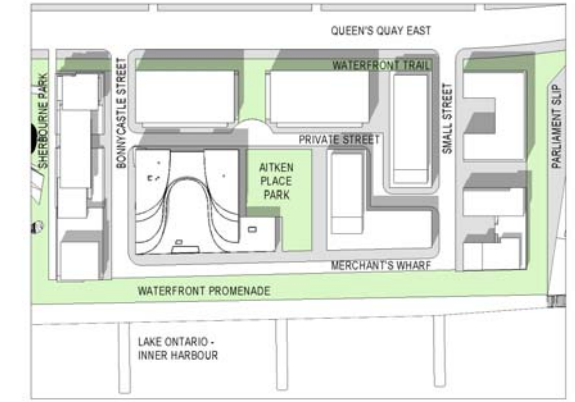 QUEEN'S QUAY EAST
WATERFRONT TRAIL
SHERBOURNE PARK
BONNYCASTLE STREET
SMALL STREET
PARLIAMENT SLIP
PRIVATE STREET
AITKEN
PLACE
PARK
MERCHANT'S WHARF
WATERFRONT PROMENADE
LAKE ONTARIO -
INNER HARBOUR